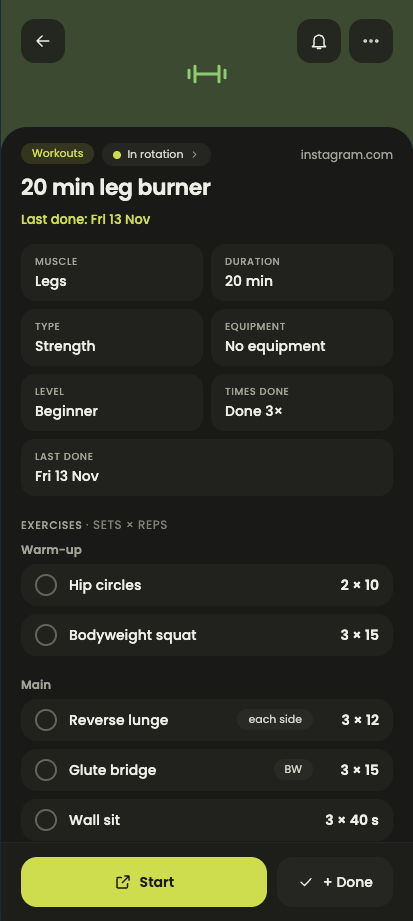 Workouts
In rotation
instagram.com
20 min leg burner
Last done: Fri 13 Nov
MUSCLE
Legs
DURATION
20 min
TYPE
Strength
EQUIPMENT
No equipment
LEVEL
Beginner
TIMES DONE
Done 3×
LAST DONE
Fri 13 Nov
EXERCISES · SETS × REPS
Warm-up
Hip circles 2 × 10
Bodyweight squat 3 × 15
Main
Reverse lunge each side 3 × 12
Glute bridge BW 3 × 15
Wall sit 3 × 40 s
Start
+ Done